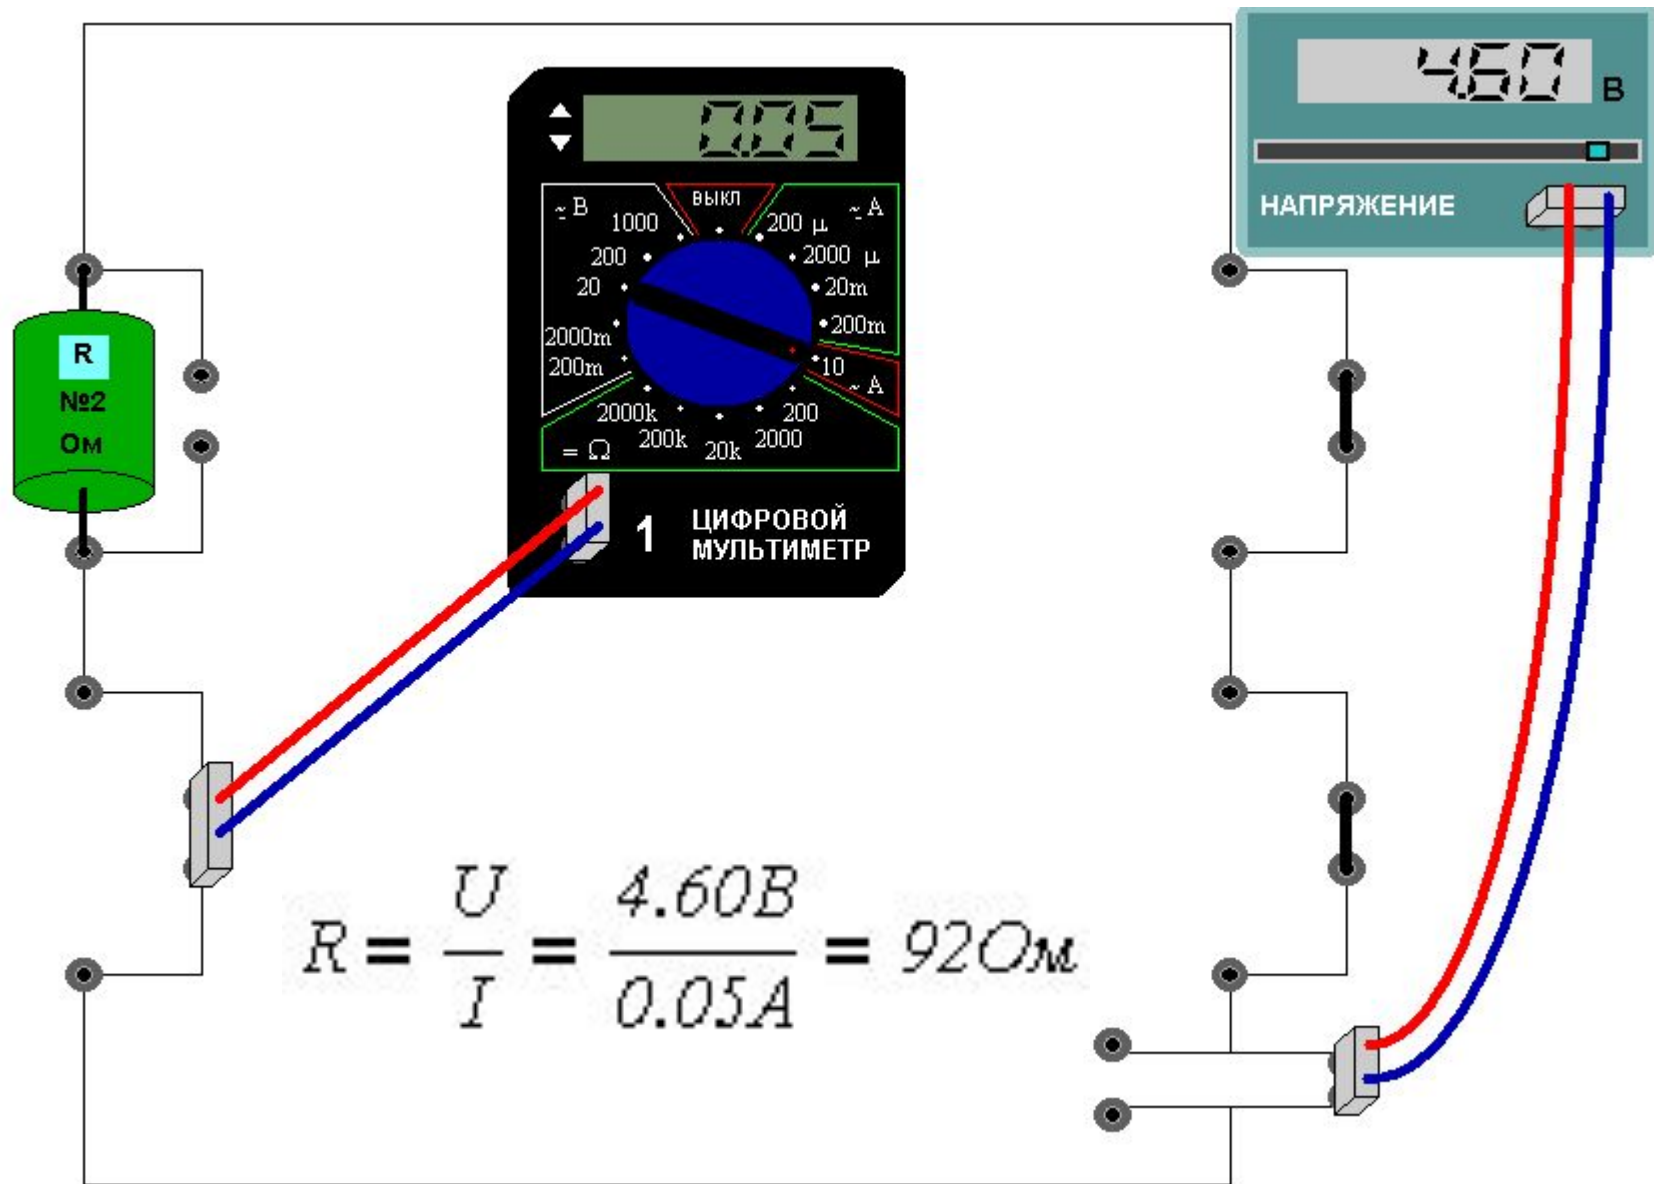 4.60 В
НАПРЯЖЕНИЕ
0.05
ВЫКЛ
~ В
1000
200
20
2000m
200m
~ А
200 µ
2000 µ
20m
200m
10
~ А
200
2000
20k
200k
2000k
= Ω
1
ЦИФРОВОЙ
МУЛЬТИМЕТР
R
№2
Ом
R = U / I = 4.60В / 0.05А = 92Ом